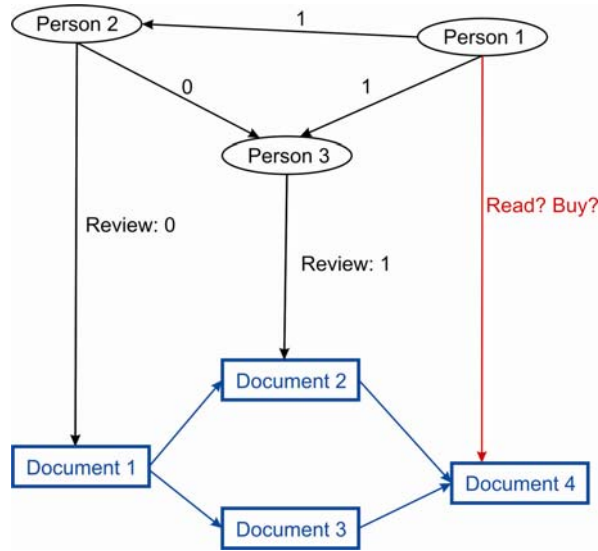 Person 2
1
Person 1
0
1
Person 3
Read? Buy?
Review: 0
Review: 1
Document 2
Document 1
Document 4
Document 3